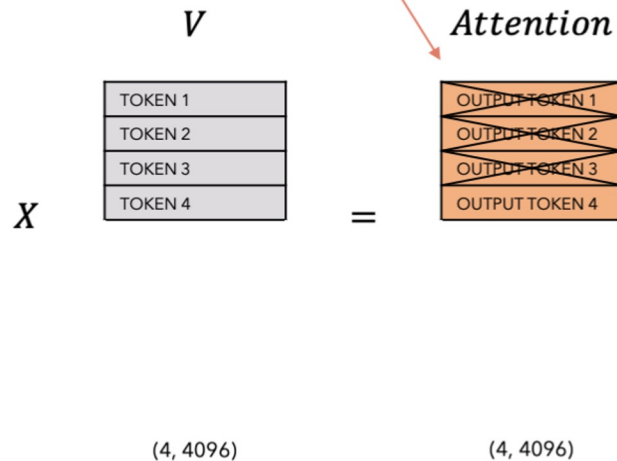 V
Attention
TOKEN 1
TOKEN 2
TOKEN 3
TOKEN 4
X
=
OUTPUT TOKEN 1
OUTPUT TOKEN 2
OUTPUT TOKEN 3
OUTPUT TOKEN 4
(4, 4096)
(4, 4096)